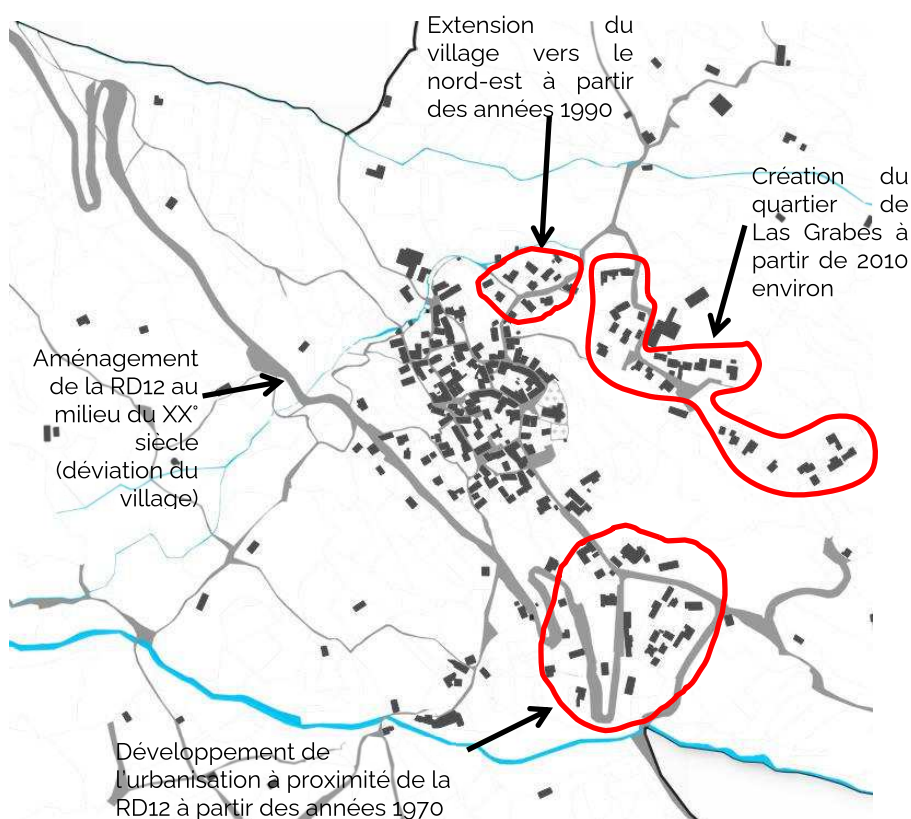 Extension du
village vers le
nord-est à partir
des années 1990
Création du
quartier de
Las Grabes à
partir de 2010
environ
Aménagement
de la RD12 au
milieu du XX°
siècle
(déviation du
village)
Développement de
l'urbanisation à proximité de la
RD12 à partir des années 1970